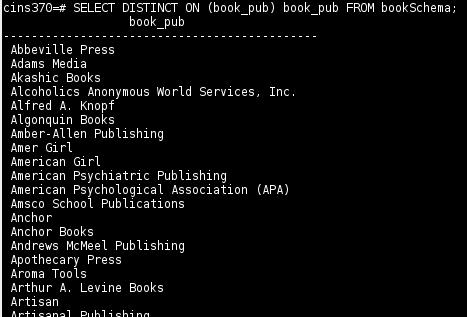 cins370=# SELECT DISTINCT ON (book_pub) book_pub FROM bookSchema;
book_pub
---------------------------------------------
Abbeville Press
Adams Media
Akashic Books
Alcoholics Anonymous World Services, Inc.
Alfred A. Knopf
Algonquin Books
Amber-Allen Publishing
Amer Girl
American Girl
American Psychiatric Publishing
American Psychological Association (APA)
Amsco School Publications
Anchor
Anchor Books
Andrews McMeel Publishing
Apothecary Press
Aroma Tools
Arthur A. Levine Books
Artisan
Artisanal Publishing